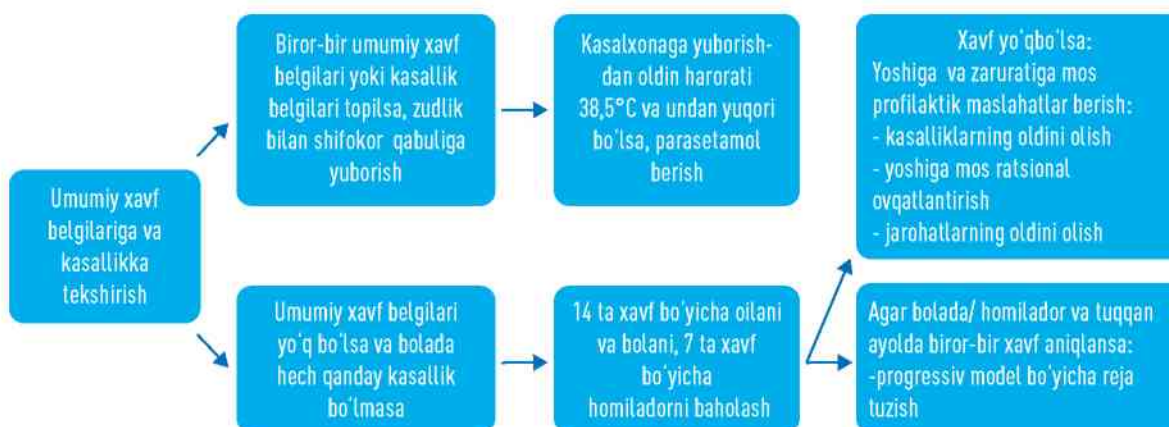 Umumiy xavf
belgilariga va
kasallikka
tekshirish
Biror-bir umumiy xavf
belgilari yoki kasallik
belgilari topilsa, zudlik
bilan shifokor qabuliga
yuborish
Kasalxonaga yuborish-
dan oldin harorati
38,5°C va undan yuqori
bo‘lsa, parasetamol
berish
Umumiy xavf belgilari
yo‘q bo‘lsa va bolada
hech qanday kasallik
bo‘lmasa
14 ta xavf bo‘yicha oilani
va bolani, 7 ta xavf
bo‘yicha
homiladorni baholash
Xavf yo‘qbo‘lsa:
Yoshiga va zaruratiga mos
profilaktik maslahatlar berish:
- kasalliklarning oldini olish
- yoshiga mos ratsional
ovqatlantirish
- jarohatlarning oldini olish
Agar bolada/ homilador va tuqqan
ayolda biror-bir xavf aniqlansa:
-progressiv model bo‘yicha reja
tuzish